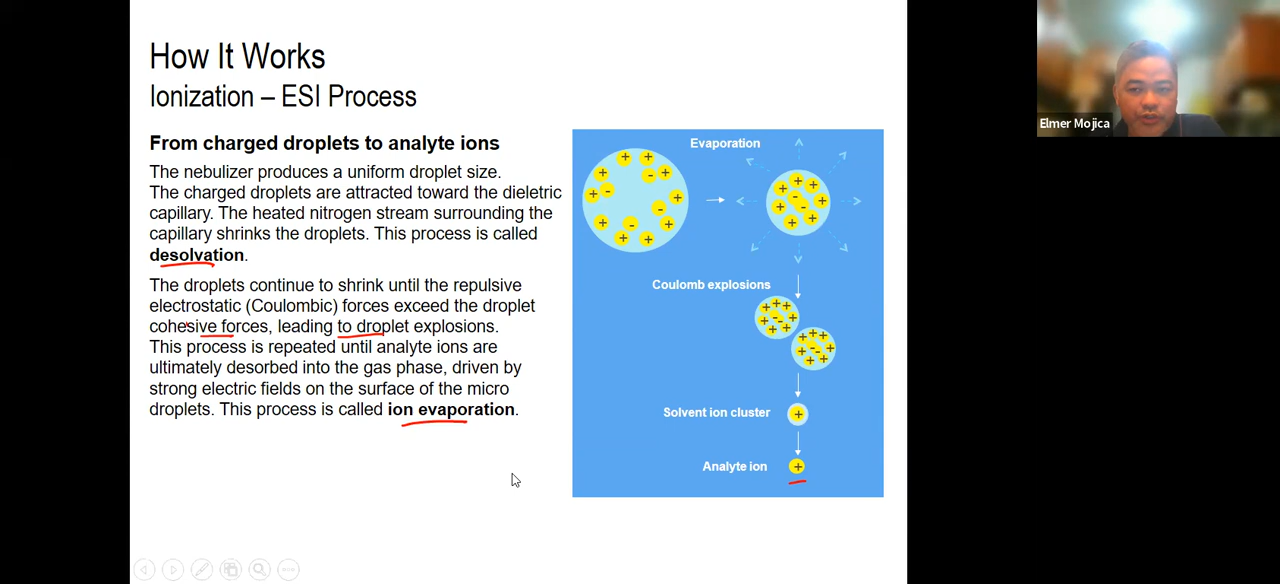 How It Works
Ionization – ESI Process
From charged droplets to analyte ions
The nebulizer produces a uniform droplet size.
The charged droplets are attracted toward the dieletric
capillary. The heated nitrogen stream surrounding the
capillary shrinks the droplets. This process is called
desolvation.
The droplets continue to shrink until the repulsive
electrostatic (Coulombic) forces exceed the droplet
cohesive forces, leading to droplet explosions.
This process is repeated until analyte ions are
ultimately desorbed into the gas phase, driven by
strong electric fields on the surface of the micro
droplets. This process is called ion evaporation.
Evaporation
Coulomb explosions
Solvent ion cluster
Analyte ion
Elmer Mojica